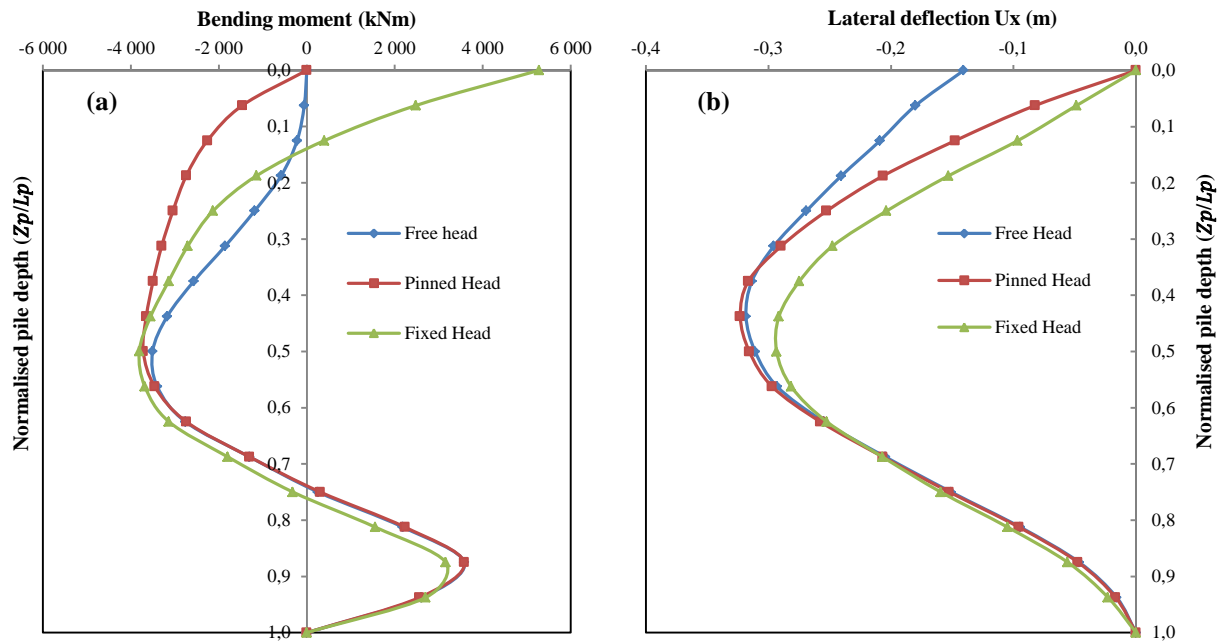 Bending moment (kNm)
-6 000 -4 000 -2 000 0 2 000 4 000 6 000
0,0
0,1
0,2
0,3
0,4
0,5
0,6
0,7
0,8
0,9
1,0
Normalised pile depth (Zp/Lp)
(a)
Free head
Pinned Head
Fixed Head
Lateral deflection Ux (m)
-0,4 -0,3 -0,2 -0,1 0,0
0,0
0,1
0,2
0,3
0,4
0,5
0,6
0,7
0,8
0,9
1,0
Normalised pile depth (Zp/Lp)
(b)
Free Head
Pinned Head
Fixed Head